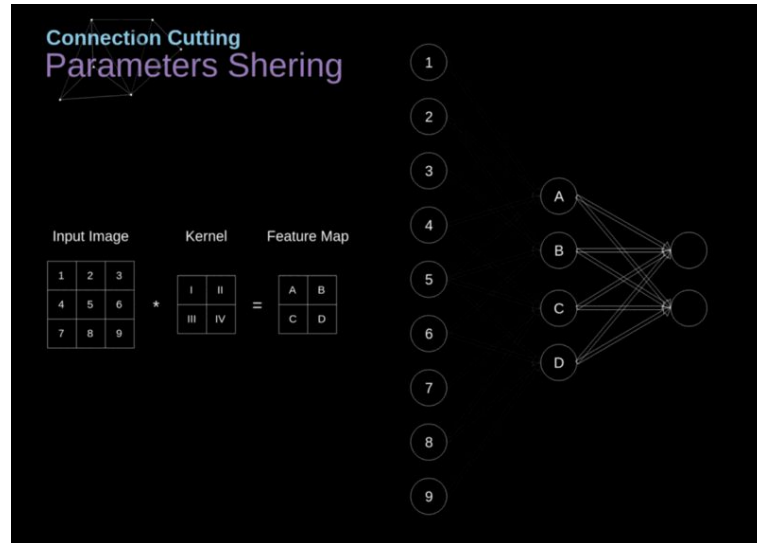 Connection Cutting
Parameters Shering
Input Image
Kernel
Feature Map
1 2 3
4 5 6
7 8 9
*
I II
III IV
=
A B
C D
1
2
3
4
5
6
7
8
9
A
B
C
D